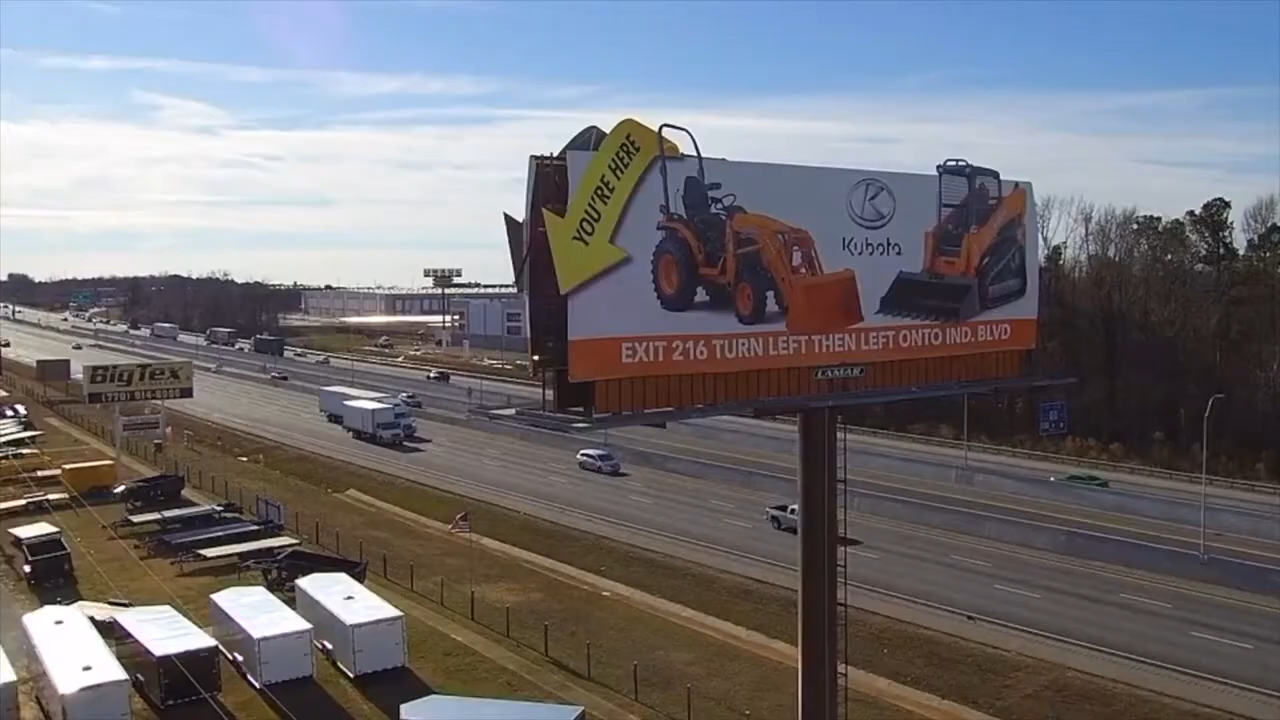 YOU'RE HERE
K
Kubota
EXIT 216 TURN LEFT THEN LEFT ONTO IND. BLVD
LAMAR
BigTex